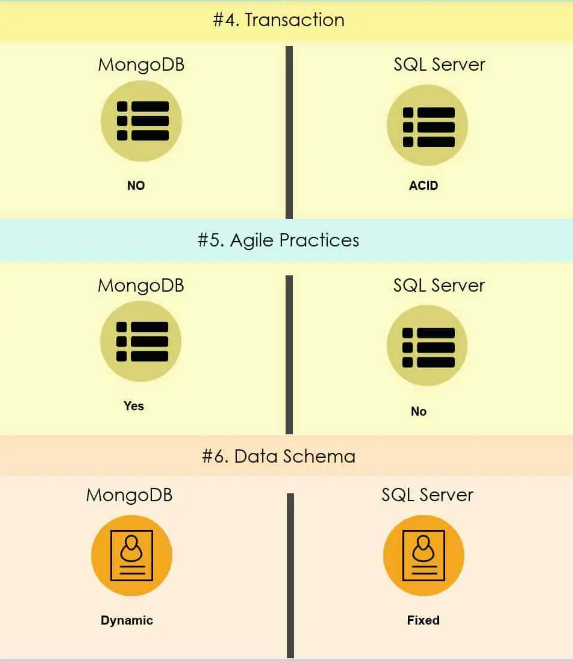 #4. Transaction
MongoDB
SQL Server
NO
ACID
#5. Agile Practices
MongoDB
SQL Server
Yes
No
#6. Data Schema
MongoDB
SQL Server
Dynamic
Fixed